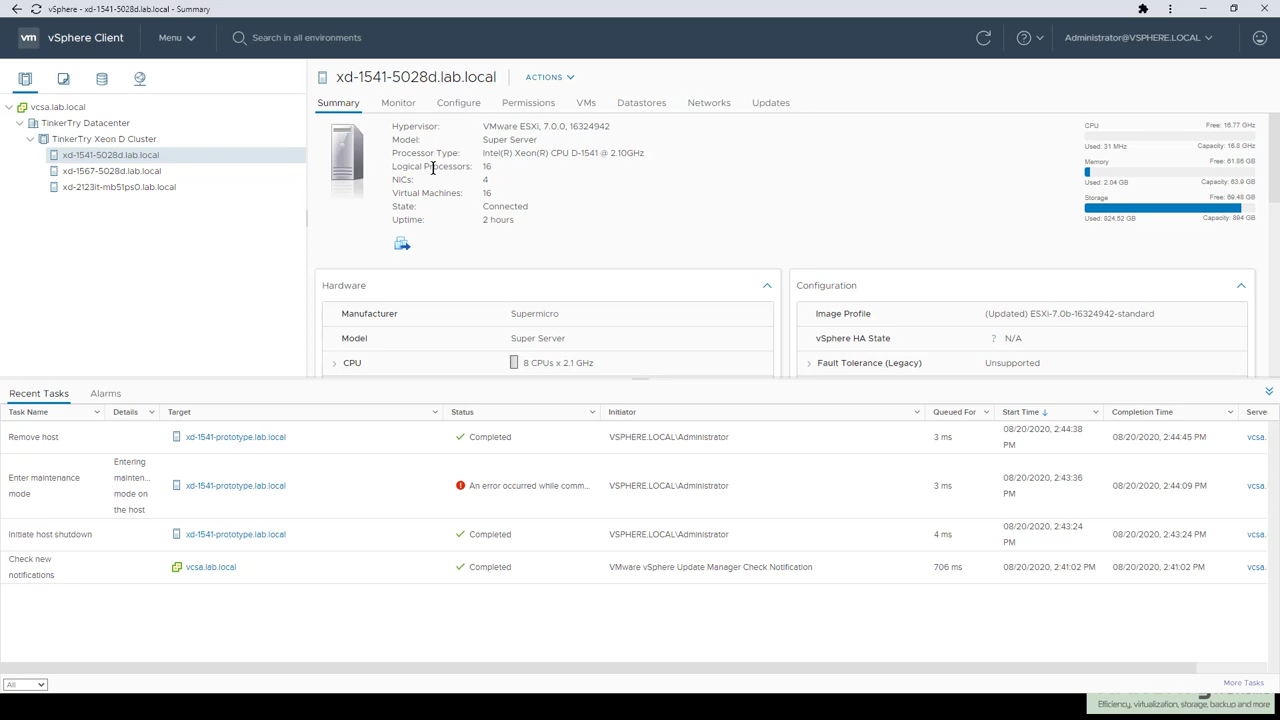 vSphere - xd-1541-5028d.lab.local - Summary
vm vSphere Client Menu Search in all environments Administrator@VSPHERE.LOCAL
vcsa.lab.local
TinkerTry Datacenter
TinkerTry Xeon D Cluster
xd-1541-5028d.lab.local
xd-1567-5028d.lab.local
xd-2123it-mb51ps0.lab.local
xd-1541-5028d.lab.local ACTIONS
Summary Monitor Configure Permissions VMs Datastores Networks Updates
Hypervisor: VMware ESXi, 7.0.0, 16324942
Model: Super Server
Processor Type: Intel(R) Xeon(R) CPU D-1541 @ 2.10GHz
Logical Processors: 16
NICs: 4
Virtual Machines: 16
State: Connected
Uptime: 2 hours
CPU Free: 16.77 GHz
Used: 31 MHz Capacity: 16.8 GHz
Memory Free: 61.86 GB
Used: 2.04 GB Capacity: 63.9 GB
Storage Free: 69.48 GB
Used: 824.52 GB Capacity: 894 GB
Hardware
Manufacturer Supermicro
Model Super Server
CPU 8 CPUs x 2.1 GHz
Configuration
Image Profile (Updated) ESXi-7.0b-16324942-standard
vSphere HA State ? N/A
Fault Tolerance (Legacy) Unsupported
Recent Tasks Alarms
Task Name Details Target Status Initiator Queued For Start Time Completion Time Serve
Remove host xd-1541-prototype.lab.local Completed VSPHERE.LOCAL\Administrator 3 ms 08/20/2020, 2:44:38 PM 08/20/2020, 2:44:45 PM vcsa.
Enter maintenance mode Entering mainten... mode on the host xd-1541-prototype.lab.local An error occurred while comm... VSPHERE.LOCAL\Administrator 3 ms 08/20/2020, 2:43:36 PM 08/20/2020, 2:44:09 PM vcsa.
Initiate host shutdown xd-1541-prototype.lab.local Completed VSPHERE.LOCAL\Administrator 4 ms 08/20/2020, 2:43:24 PM 08/20/2020, 2:43:24 PM vcsa.
Check new notifications vcsa.lab.local Completed VMware vSphere Update Manager Check Notification 706 ms 08/20/2020, 2:41:02 PM 08/20/2020, 2:41:02 PM vcsa.
All More Tasks
Efficiency, virtualization, storage, backup and more